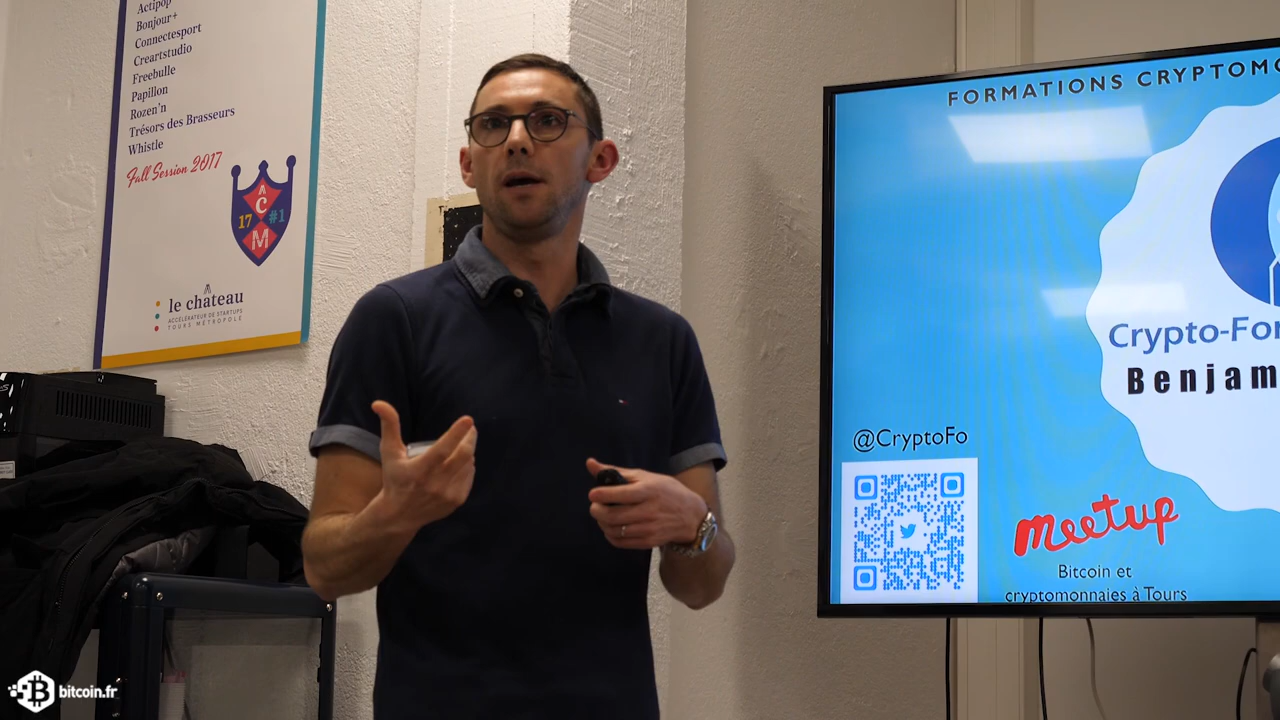 Actipop
Bonjour+
Connectesport
Creartstudio
Freebulle
Papillon
Rozen'n
Trésors des Brasseurs
Whistle
Fall Session 2017
A
C
17 #1
M
le château
ACCÉLÉRATEUR DE STARTUPS
TOURS MÉTROPOLE
FORMATIONS CRYPTOMO
Crypto-For
Benjam
@CryptoFo
meetup
Bitcoin et
cryptomonnaies à Tours
bitcoin.fr